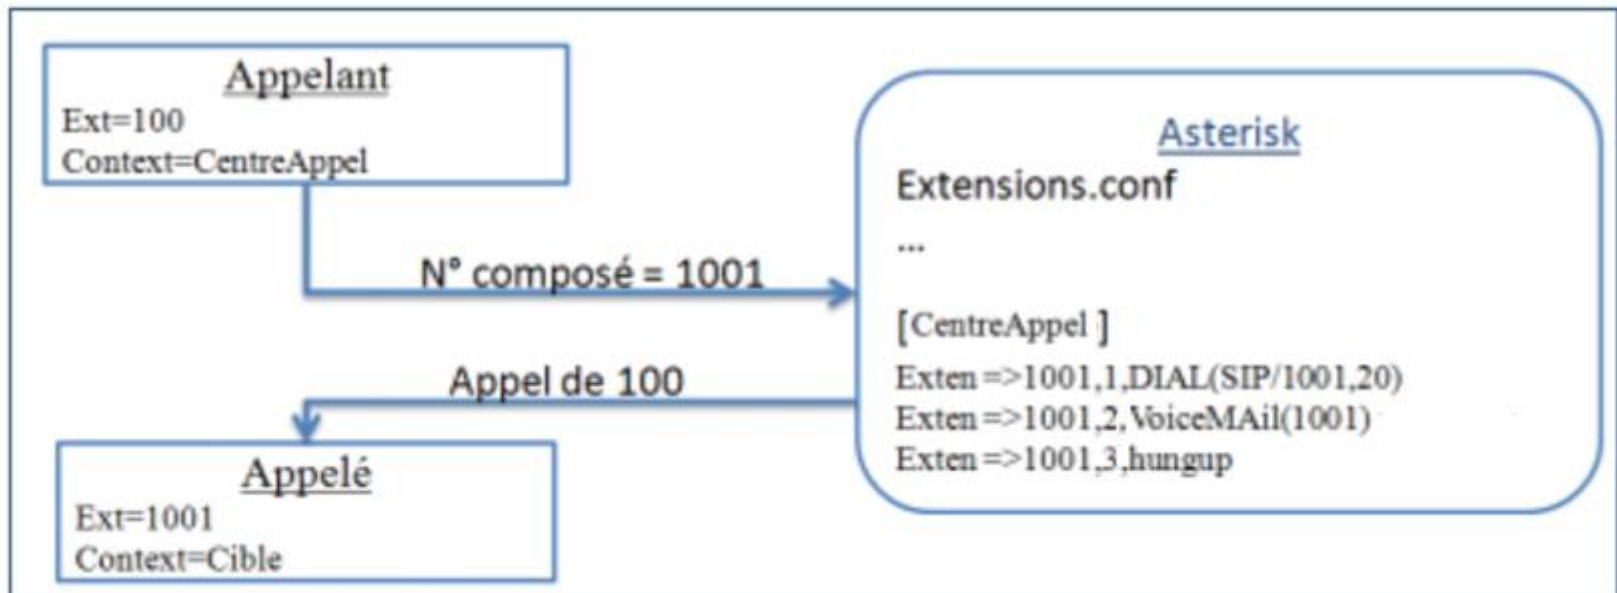 Appelant
Ext=100
Context=CentreAppel
N° composé = 1001
Appel de 100
Appelé
Ext=1001
Context=Cible
Asterisk
Extensions.conf
...
[CentreAppel ]
Exten =>1001,1,DIAL(SIP/1001,20)
Exten =>1001,2,VoiceMAil(1001)
Exten =>1001,3,hungup